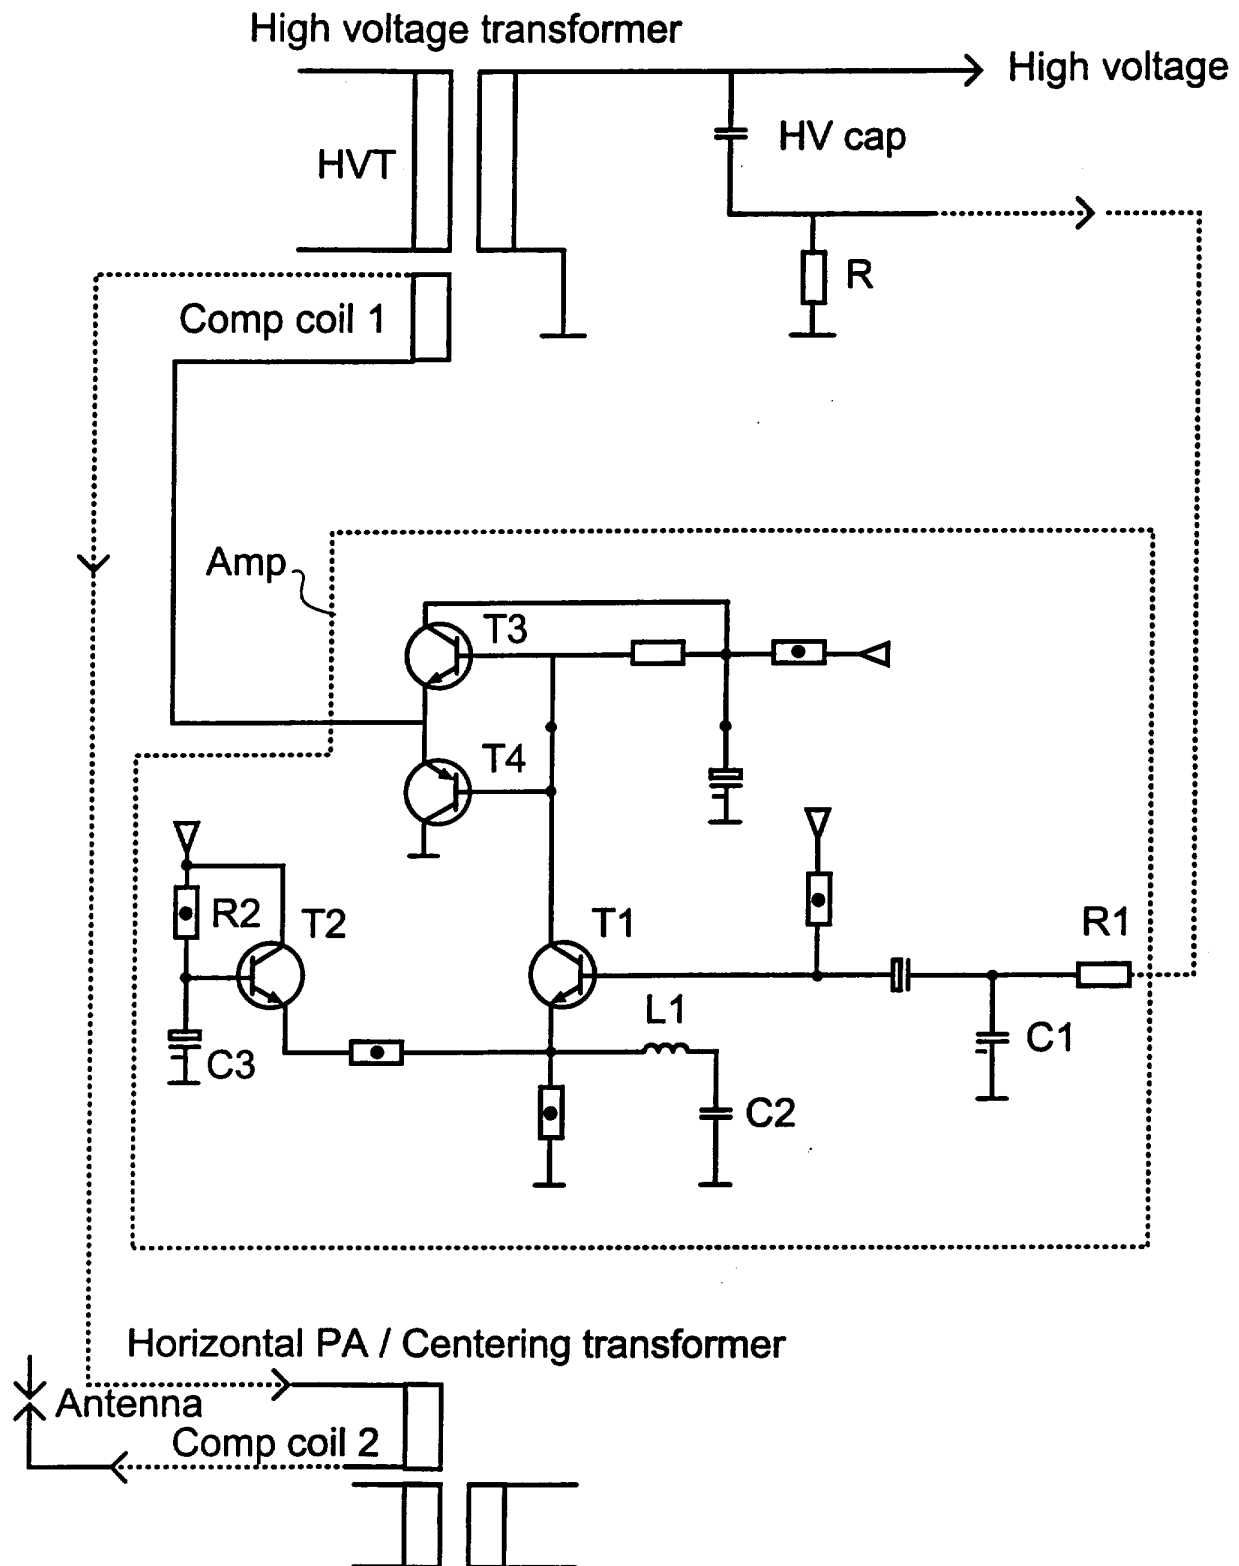 High voltage transformer
High voltage
HV cap
HVT
R
Comp coil 1
Amp
T3
T4
R2
T2
T1
R1
L1
C3
C1
C2
Horizontal PA / Centering transformer
Antenna
Comp coil 2